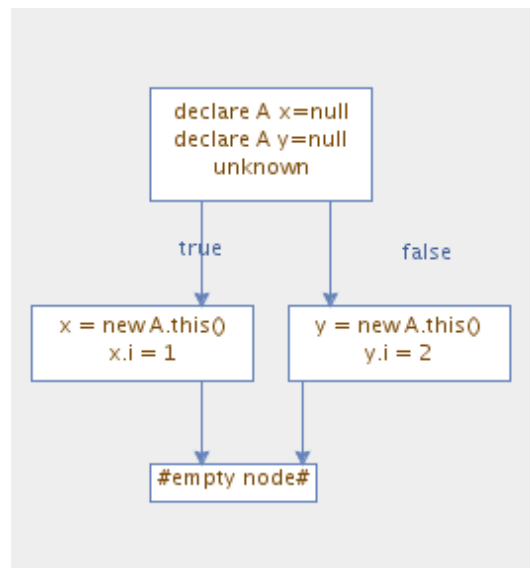 declare A x=null
declare A y=null
unknown
true
false
x = new A.this()
x.i = 1
y = new A.this()
y.i = 2
#empty node#